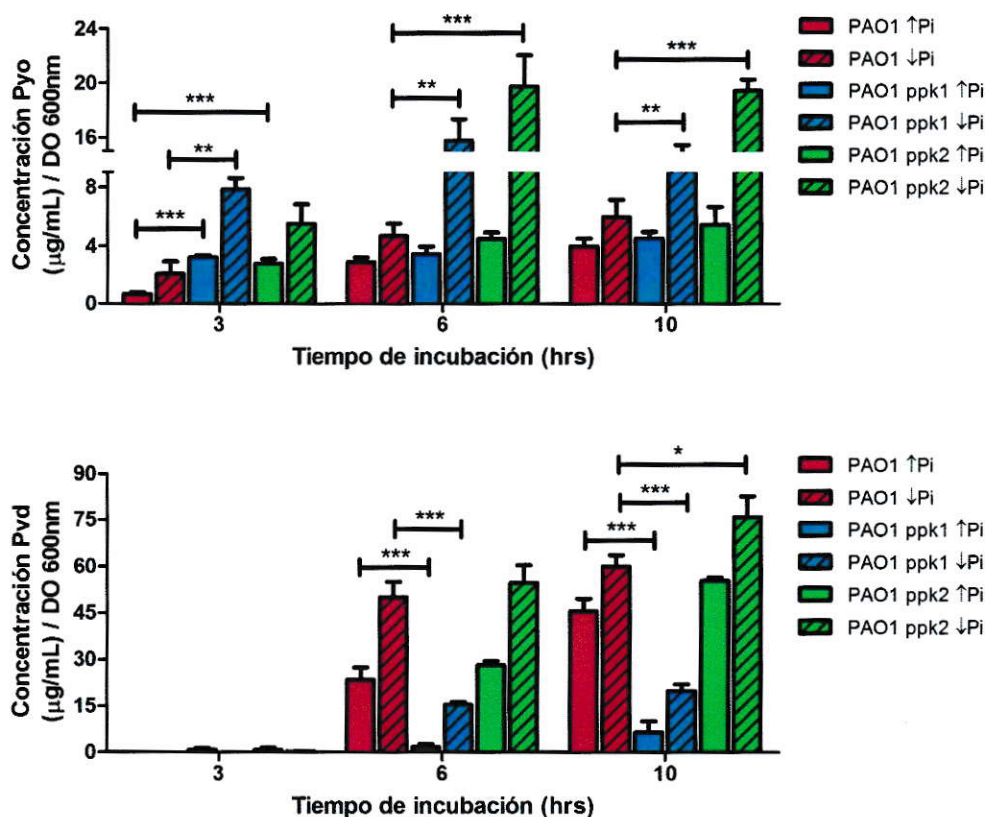 Concentración Pyo
(µg/mL) / DO 600nm
24
20
16
8
4
0
***
***
**
***
**
***
**
3
6
10
Tiempo de incubación (hrs)
PAO1 ↑Pi
PAO1 ↓Pi
PAO1 ppk1 ↑Pi
PAO1 ppk1 ↓Pi
PAO1 ppk2 ↑Pi
PAO1 ppk2 ↓Pi
Concentración Pvd
(µg/mL) / DO 600nm
90
75
60
45
30
15
0
***
***
*
***
***
3
6
10
Tiempo de incubación (hrs)
PAO1 ↑Pi
PAO1 ↓Pi
PAO1 ppk1 ↑Pi
PAO1 ppk1 ↓Pi
PAO1 ppk2 ↑Pi
PAO1 ppk2 ↓Pi